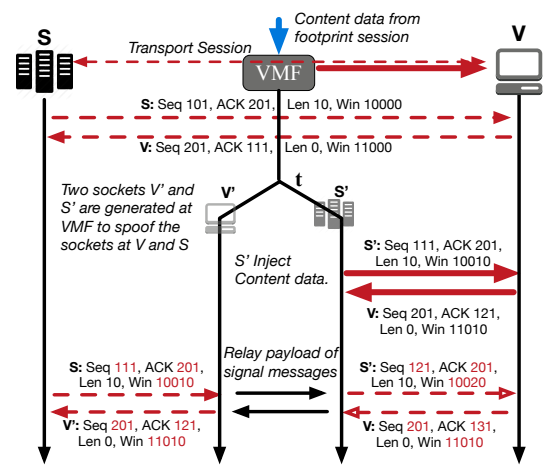 Content data from
footprint session
S
V
Transport Session
VMF
S: Seq 101, ACK 201, Len 10, Win 10000
V: Seq 201, ACK 111, Len 0, Win 11000
t
V'
S'
Two sockets V' and
S' are generated at
VMF to spoof the
sockets at V and S
S' Inject
Content data.
S': Seq 111, ACK 201,
Len 10, Win 10010
V: Seq 201, ACK 121,
Len 0, Win 11010
Relay payload of
signal messages
S: Seq 111, ACK 201,
Len 10, Win 10010
S': Seq 121, ACK 201,
Len 10, Win 10020
V': Seq 201, ACK 121,
Len 0, Win 11010
V: Seq 201, ACK 131,
Len 0, Win 11010